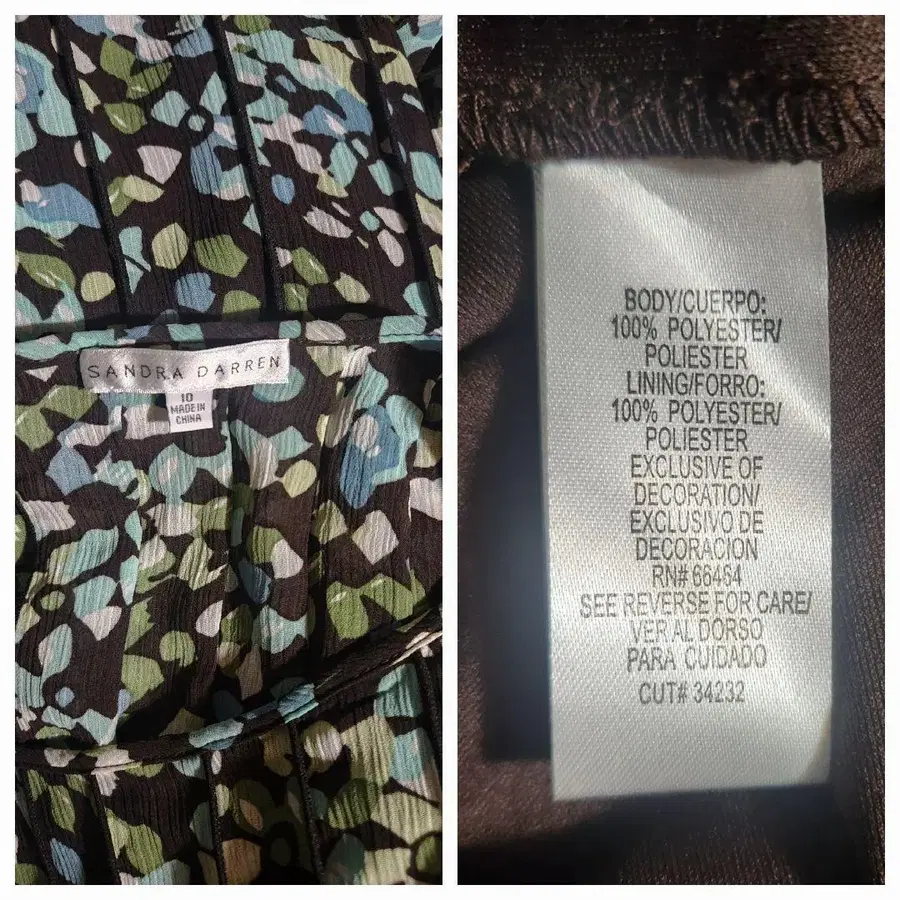 SANDRA DARREN
10
MADE IN
CHINA
BODY/CUERPO:
100% POLYESTER/
POLIESTER
LINING/FORRO:
100% POLYESTER/
POLIESTER
EXCLUSIVE OF
DECORATION/
EXCLUSIVO DE
DECORACION
RN# 66464
SEE REVERSE FOR CARE/
VER AL DORSO
PARA CUIDADO
CUT# 34232